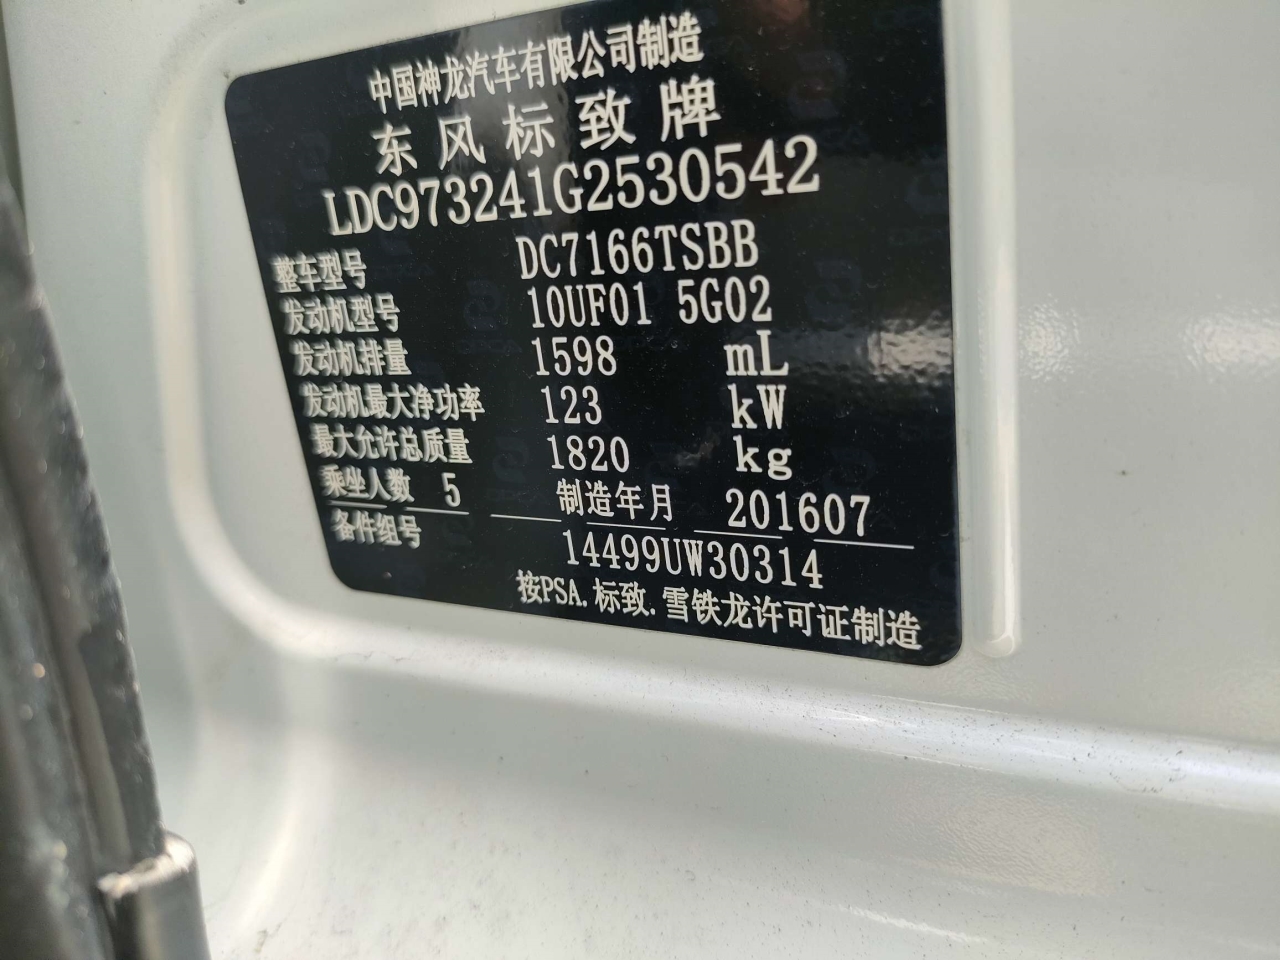 中国神龙汽车有限公司制造
东风标致牌
LDC973241G2530542
整车型号 DC7166TSBB
发动机型号 10UF01 5G02
发动机排量 1598 mL
发动机最大净功率 123 kW
最大允许总质量 1820 kg
乘坐人数 5 制造年月 201607
备件组号 14499UW30314
按PSA.标致.雪铁龙许可证制造